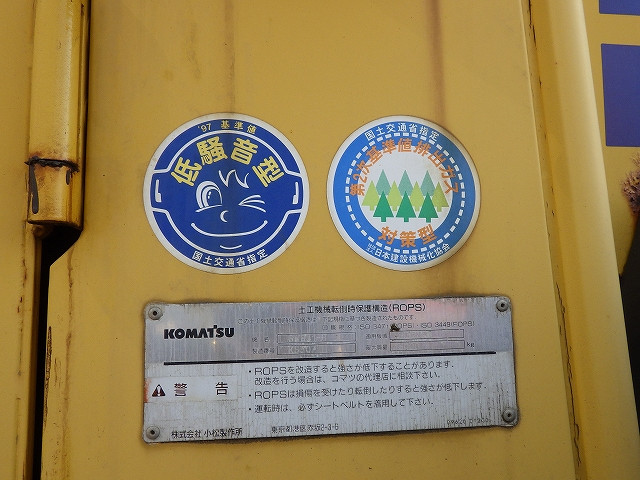 '97 基準値
低騒音型
国土交通省指定
国土交通省指定
第2次基準値 排出ガス
対策型
日本建設機械化協会
土工機械転倒時保護構造(ROPS)
KOMATSU
製造番号
kg
⚠ 警 告
・ROPSを改造すると強さが低下することがあります。
改造を行う場合は、コマツの代理店に相談下さい。
・ROPSは損傷を受けたり転倒したりすると強さが低下します。
・運転時は、必ずシートベルトを着用して下さい。
株式会社 小松製作所 東京都港区赤坂2-3-6